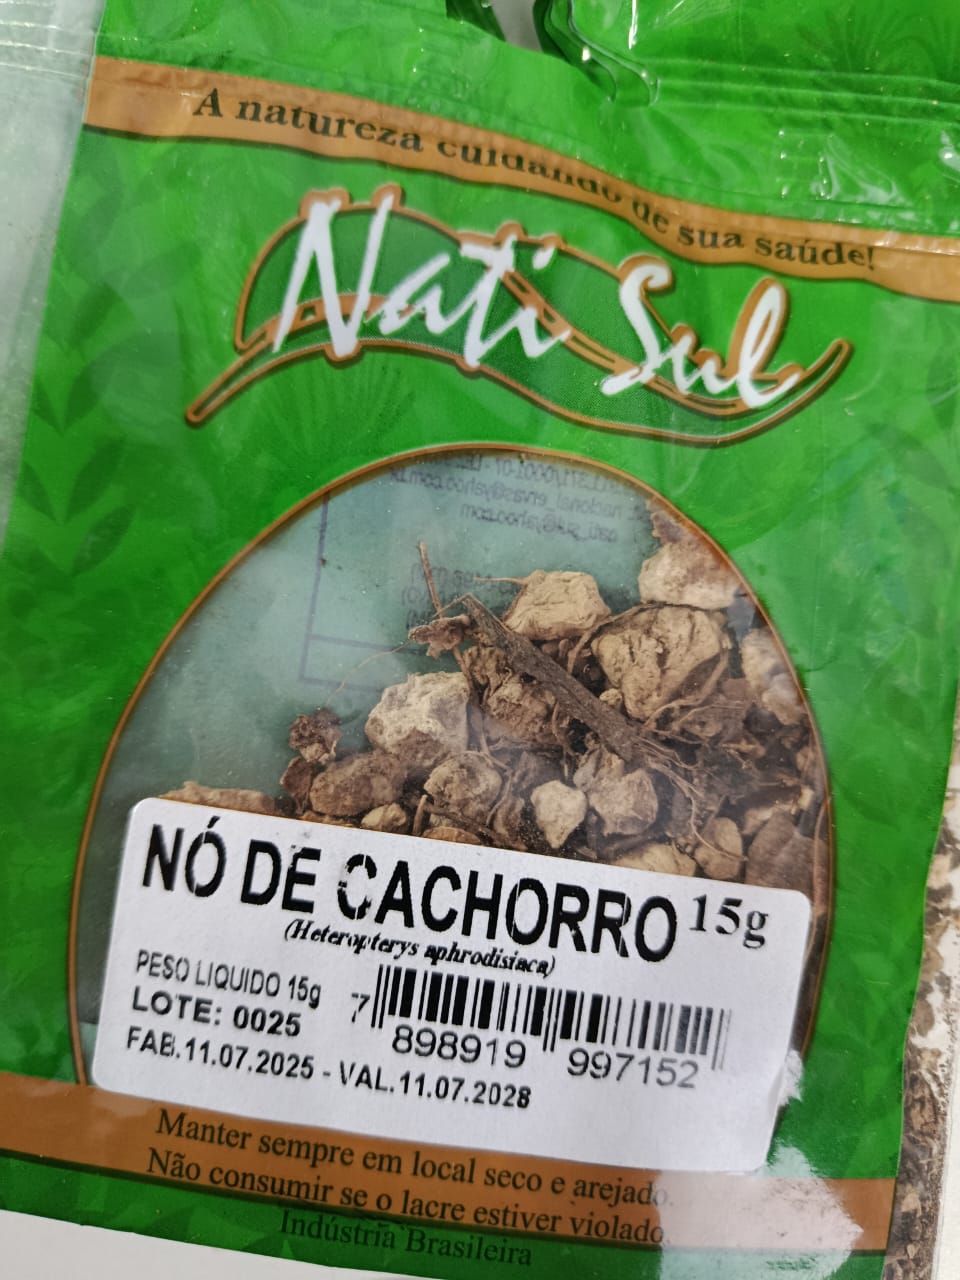 A natureza cuidando de sua saúde!
Nati Sul
NÓ DE CACHORRO 15g
(Heteropterys aphrodisiaca)
PESO LIQUIDO 15g
LOTE: 0025
FAB.11.07.2025 - VAL.11.07.2028
7 898919 997152
Manter sempre em local seco e arejado.
Não consumir se o lacre estiver violado.
Indústria Brasileira